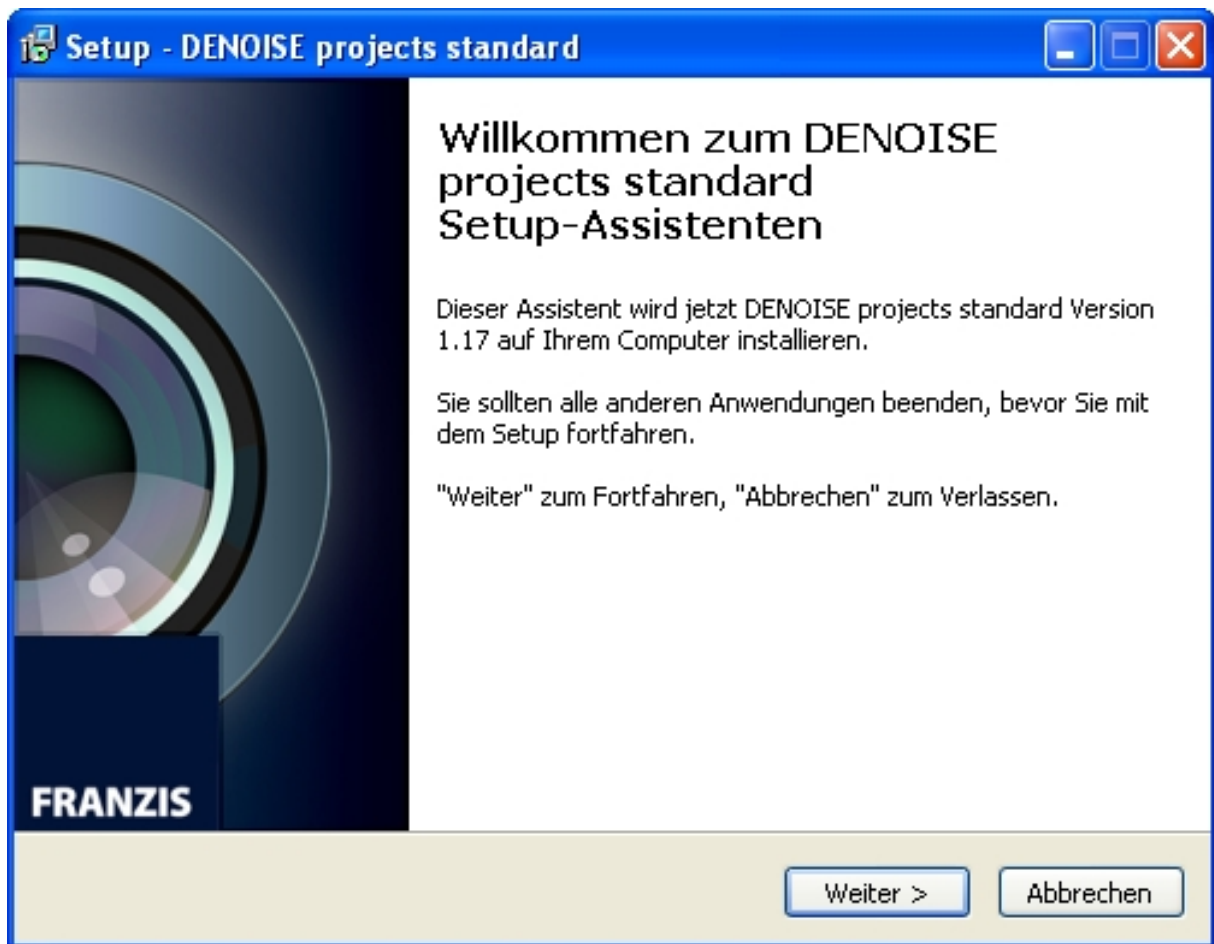 Setup - DENOISE projects standard
Willkommen zum DENOISE
projects standard
Setup-Assistenten
Dieser Assistent wird jetzt DENOISE projects standard Version
1.17 auf Ihrem Computer installieren.
Sie sollten alle anderen Anwendungen beenden, bevor Sie mit
dem Setup fortfahren.
"Weiter" zum Fortfahren, "Abbrechen" zum Verlassen.
FRANZIS
Weiter >
Abbrechen